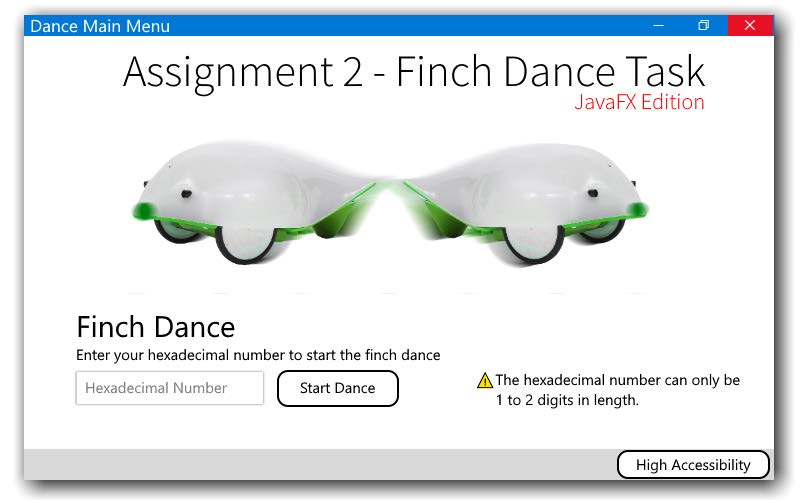 Dance Main Menu
Assignment 2 - Finch Dance Task
JavaFX Edition
Finch Dance
Enter your hexadecimal number to start the finch dance
Hexadecimal Number
Start Dance
The hexadecimal number can only be
1 to 2 digits in length.
High Accessibility